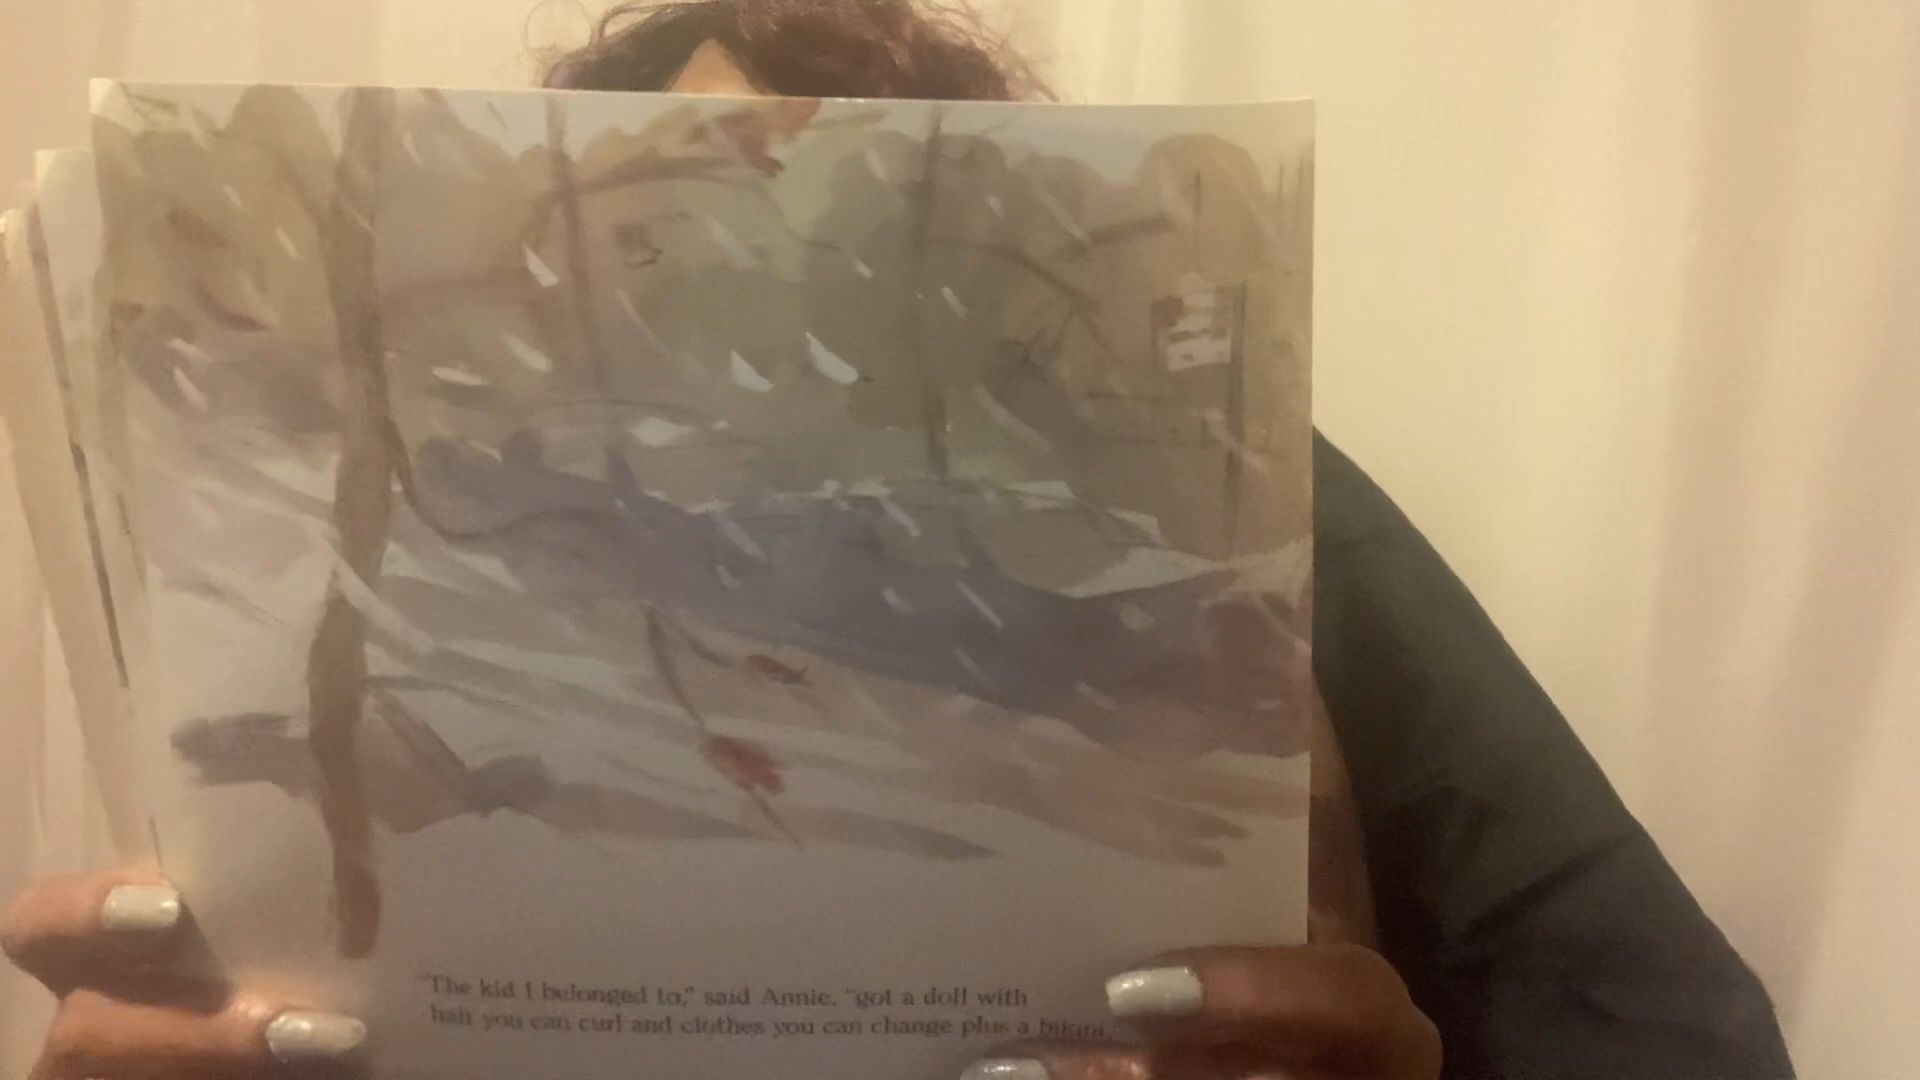 "The kid I belonged to," said Annie, "got a doll with
hair you can curl and clothes you can change plus a bikini."